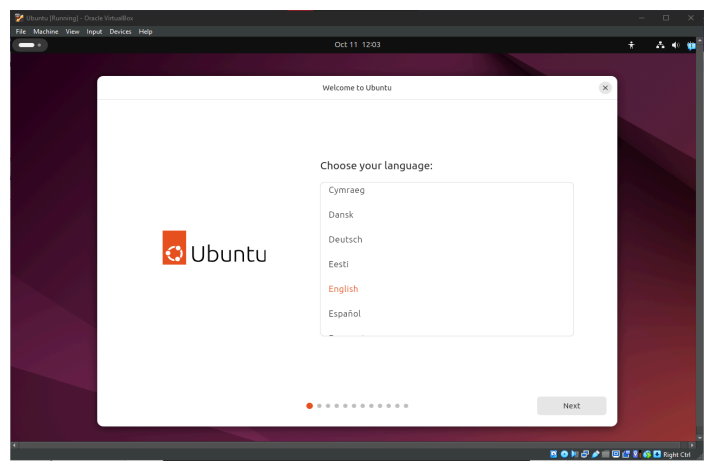 Ubuntu [Running] - Oracle VirtualBox
File Machine View Input Devices Help
Oct 11 12:03
Welcome to Ubuntu
Choose your language:
Cymraeg
Dansk
Deutsch
Eesti
English
Español
Ubuntu
Next
Right Ctrl